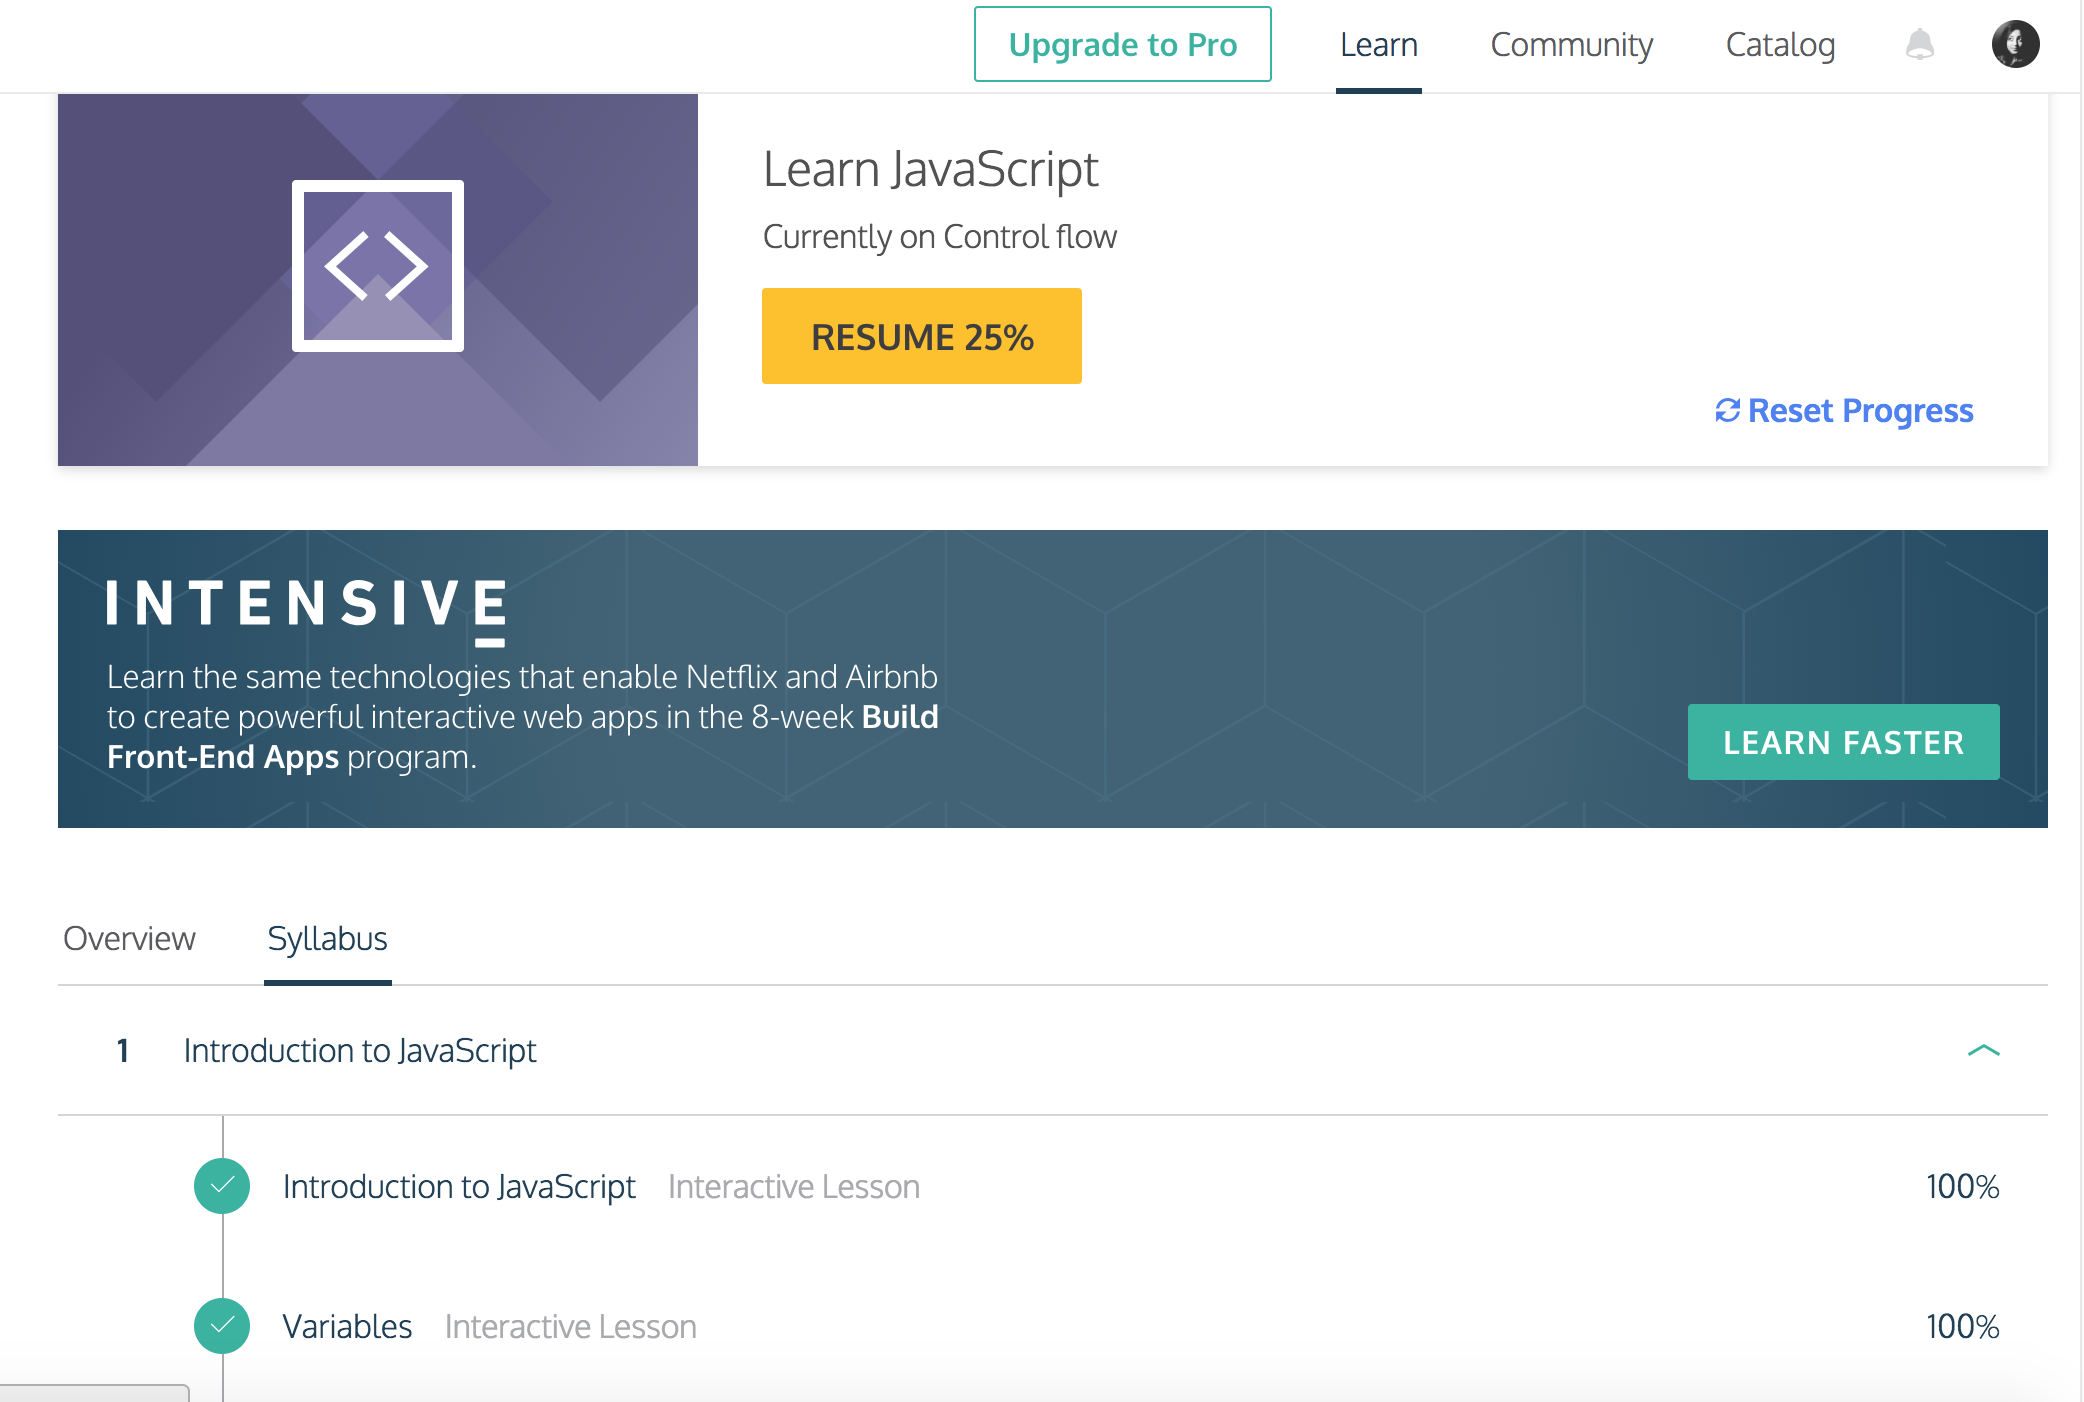 Upgrade to Pro
Learn
Community
Catalog
Learn JavaScript
Currently on Control flow
RESUME 25%
Reset Progress
INTENSIVE
Learn the same technologies that enable Netflix and Airbnb
to create powerful interactive web apps in the 8-week Build
Front-End Apps program.
LEARN FASTER
Overview
Syllabus
1 Introduction to JavaScript
Introduction to JavaScript Interactive Lesson 100%
Variables Interactive Lesson 100%